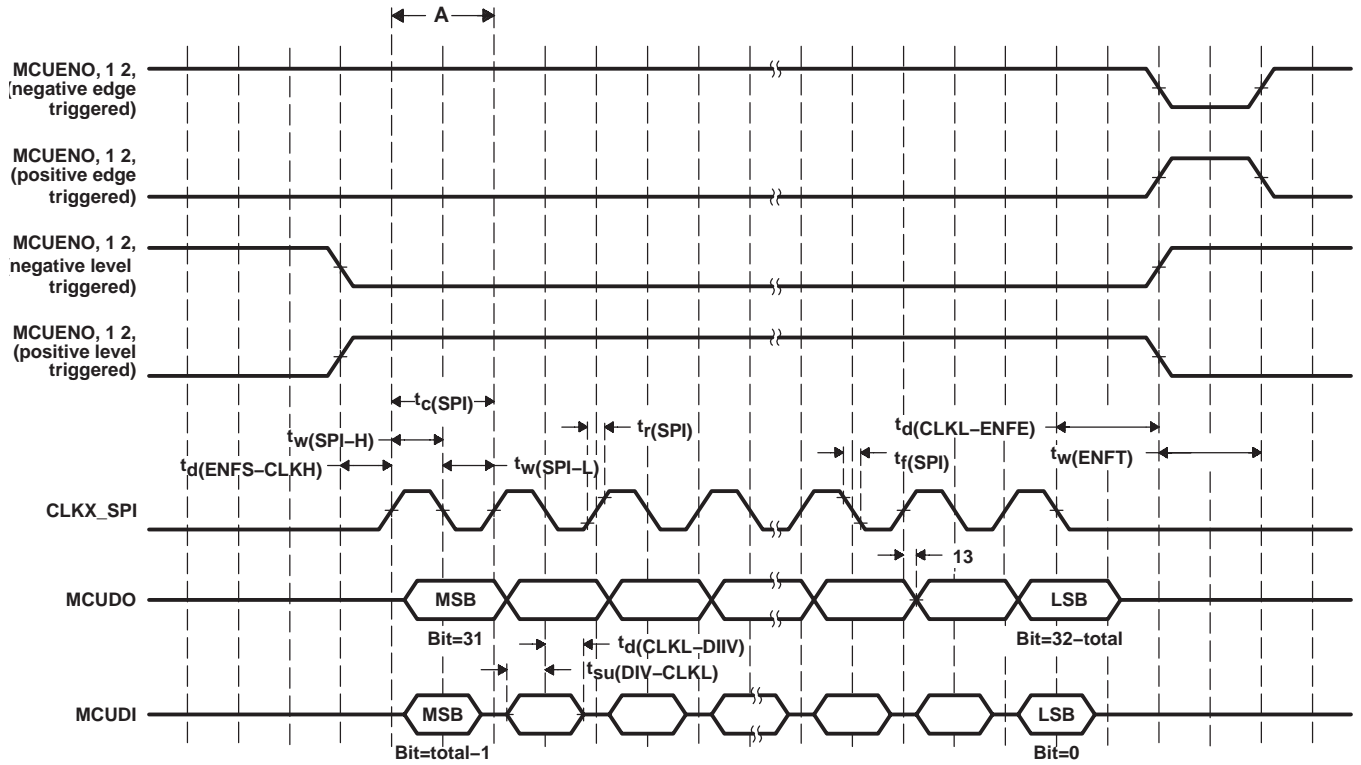 A
MCUENO, 1 2,
(negative edge
triggered)
MCUENO, 1 2,
(positive edge
triggered)
MCUENO, 1 2,
negative level
triggered)
MCUENO, 1 2,
(positive level
triggered)
tc(SPI)
tw(SPI–H)
tr(SPI)
td(CLKL–ENFE)
td(ENFS–CLKH)
tw(SPI–L)
tf(SPI)
tw(ENFT)
CLKX_SPI
13
MCUDO
MSB
LSB
Bit=31
Bit=32–total
td(CLKL–DIIV)
tsu(DIV–CLKL)
MCUDI
MSB
LSB
Bit=total–1
Bit=0